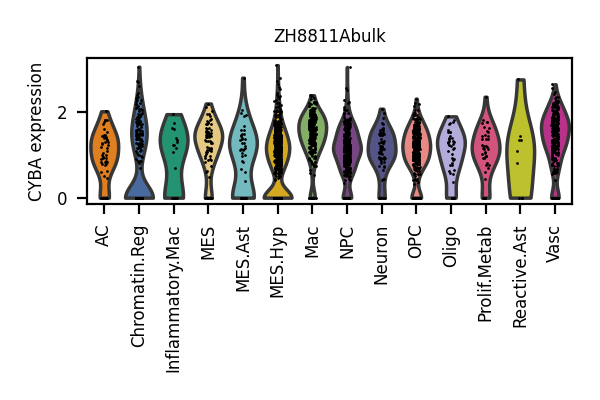 ZH8811Abulk
CYBA expression
2
0
AC
Chromatin.Reg
Inflammatory.Mac
MES
MES.Ast
MES.Hyp
Mac
NPC
Neuron
OPC
Oligo
Prolif.Metab
Reactive.Ast
Vasc